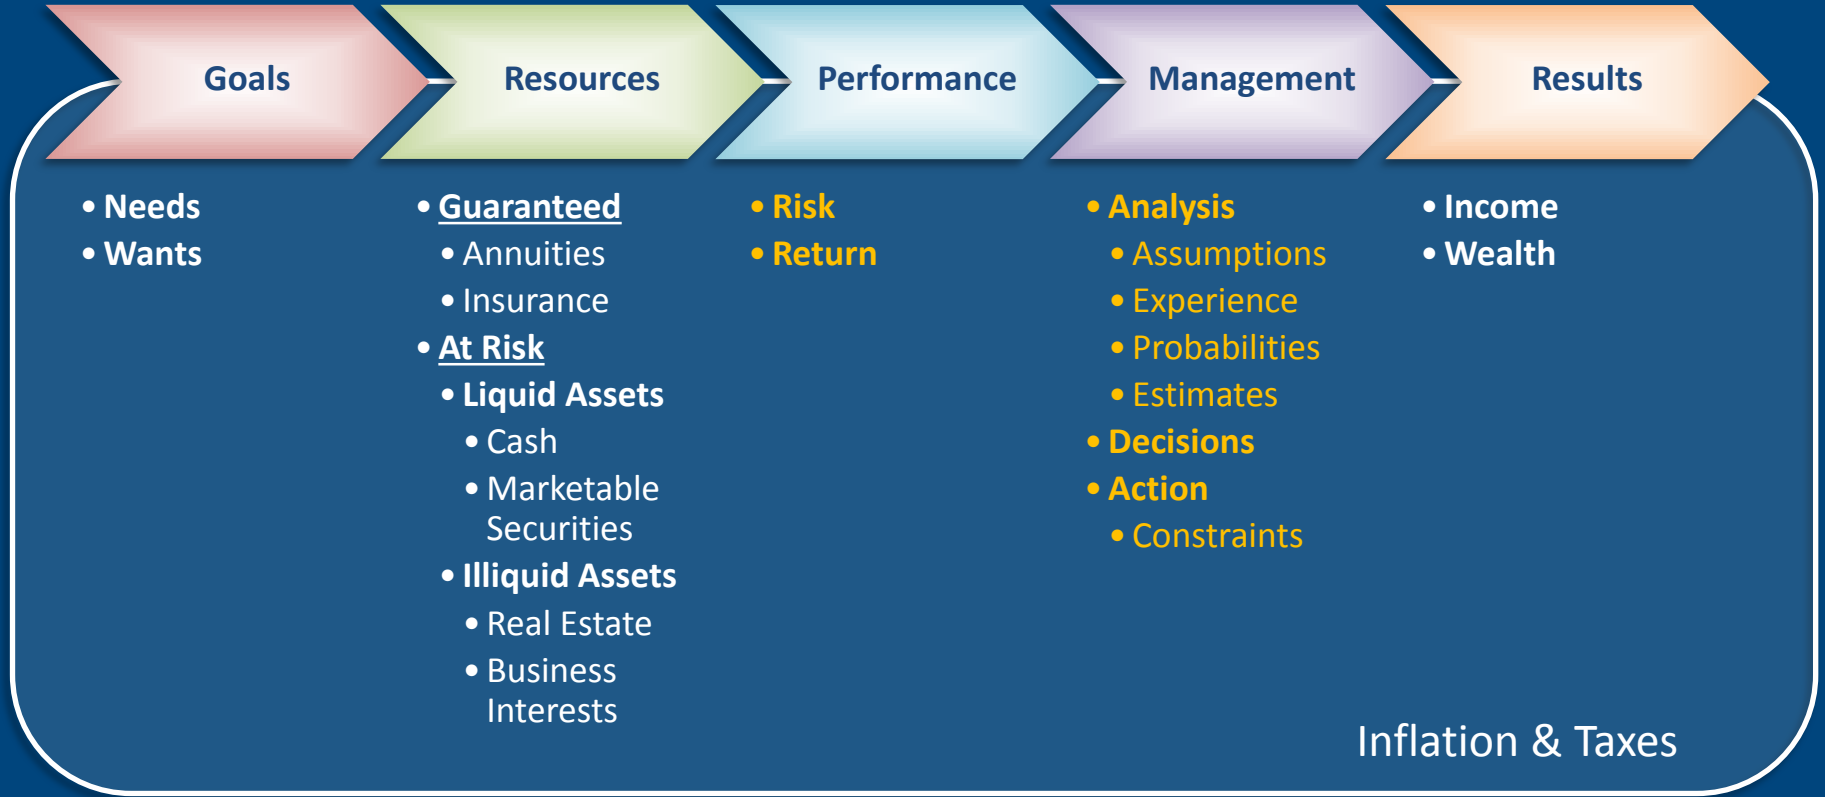 Goals
Resources
Performance
Management
Results
• Needs
• Wants
• Guaranteed
• Annuities
• Insurance
• At Risk
• Liquid Assets
• Cash
• Marketable
Securities
• Illiquid Assets
• Real Estate
• Business
Interests
• Risk
• Return
• Analysis
• Assumptions
• Experience
• Probabilities
• Estimates
• Decisions
• Action
• Constraints
• Income
• Wealth
Inflation & Taxes